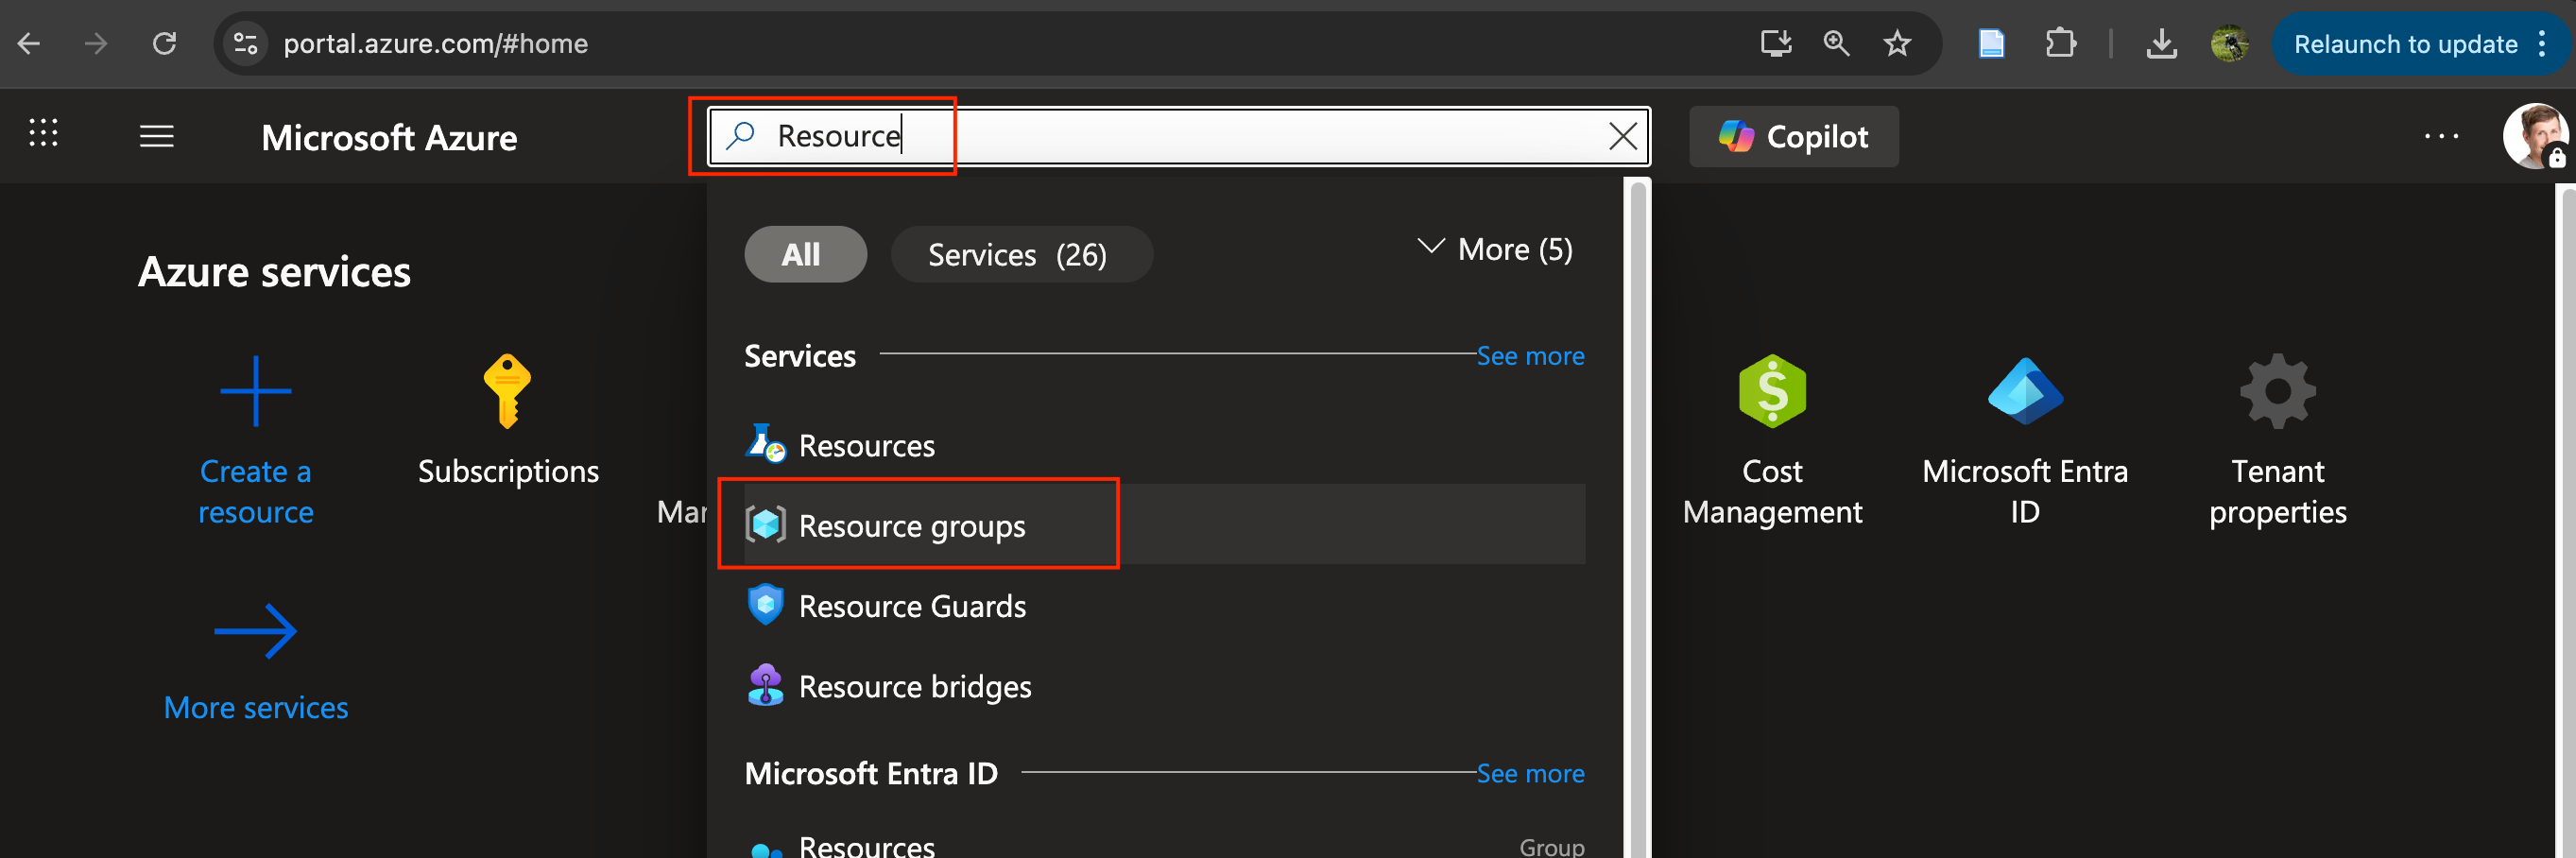 portal.azure.com/#home
Relaunch to update
Microsoft Azure
Resource
Copilot
All
Services (26)
More (5)
Azure services
Services
See more
Create a
resource
Subscriptions
Resources
Resource groups
Resource Guards
Resource bridges
Cost
Management
Microsoft Entra
ID
Tenant
properties
More services
Microsoft Entra ID
See more
Resources
Group